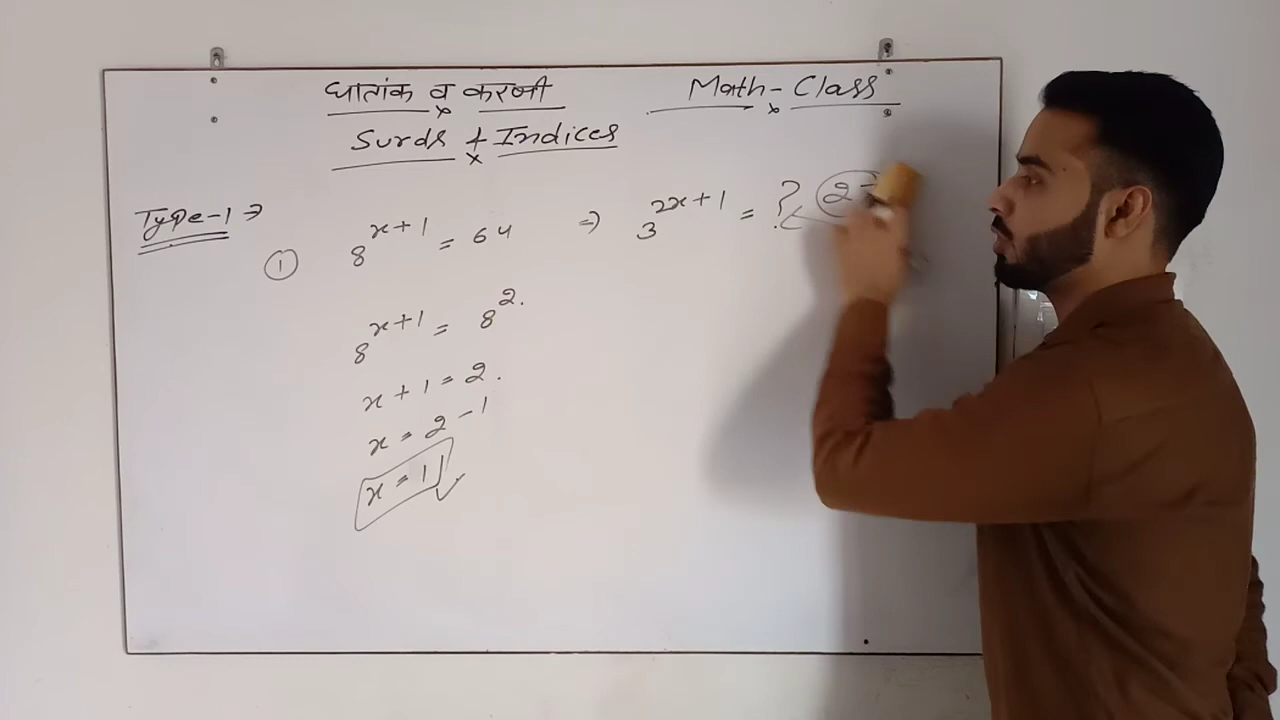 घातांक व करणी
Math-Class
Surds & Indices
Type-1⇒
① 8^{x+1} = 64 ⇒ 3^{2x+1} = ? 27
8^{x+1} = 8^{2}.
x+1 = 2.
x = 2-1
x = 1 ✓